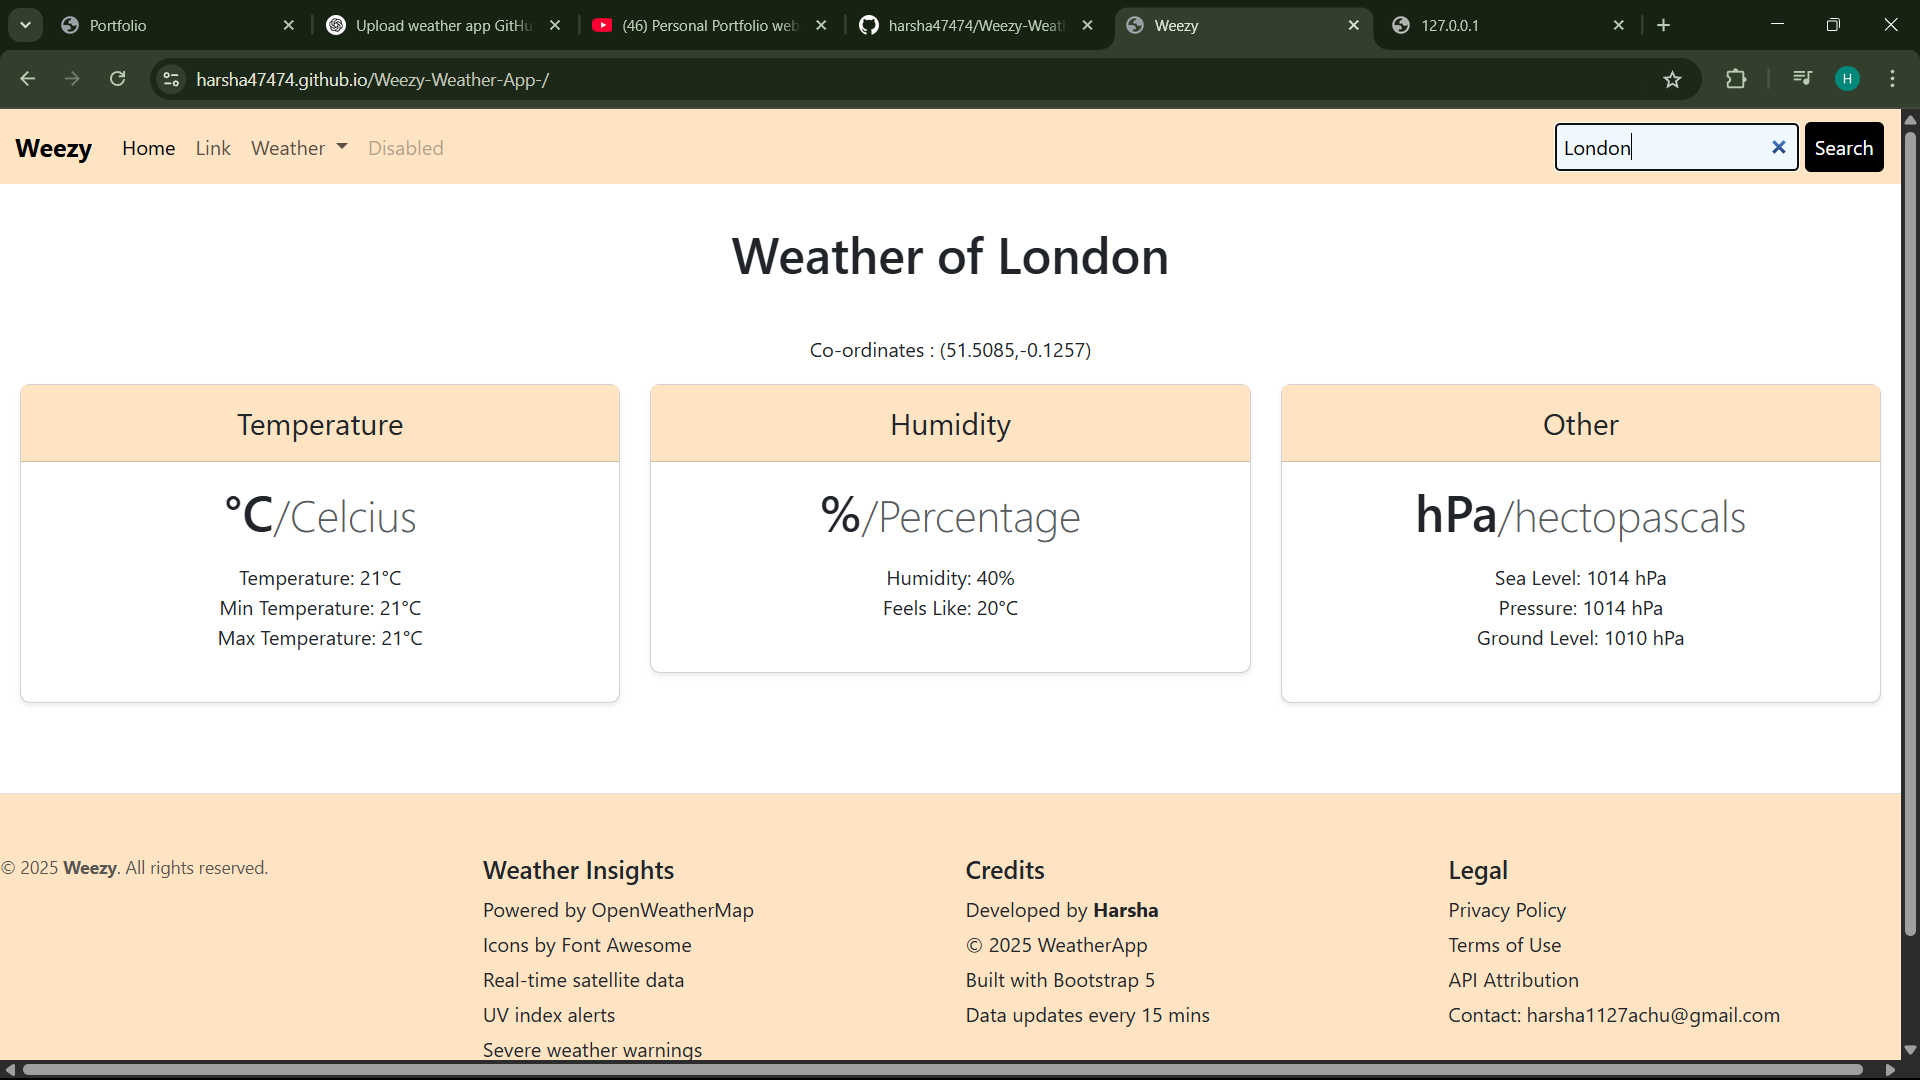 Portfolio
Upload weather app GitHu
(46) Personal Portfolio web
harsha47474/Weezy-Weat
Weezy
127.0.0.1
harsha47474.github.io/Weezy-Weather-App-/
H
Weezy Home Link Weather Disabled
London
Search
Weather of London
Co-ordinates : (51.5085,-0.1257)
Temperature
°C/Celcius
Temperature: 21°C
Min Temperature: 21°C
Max Temperature: 21°C
Humidity
%/Percentage
Humidity: 40%
Feels Like: 20°C
Other
hPa/hectopascals
Sea Level: 1014 hPa
Pressure: 1014 hPa
Ground Level: 1010 hPa
© 2025 Weezy. All rights reserved.
Weather Insights
Powered by OpenWeatherMap
Icons by Font Awesome
Real-time satellite data
UV index alerts
Severe weather warnings
Credits
Developed by Harsha
© 2025 WeatherApp
Built with Bootstrap 5
Data updates every 15 mins
Legal
Privacy Policy
Terms of Use
API Attribution
Contact: harsha1127achu@gmail.com